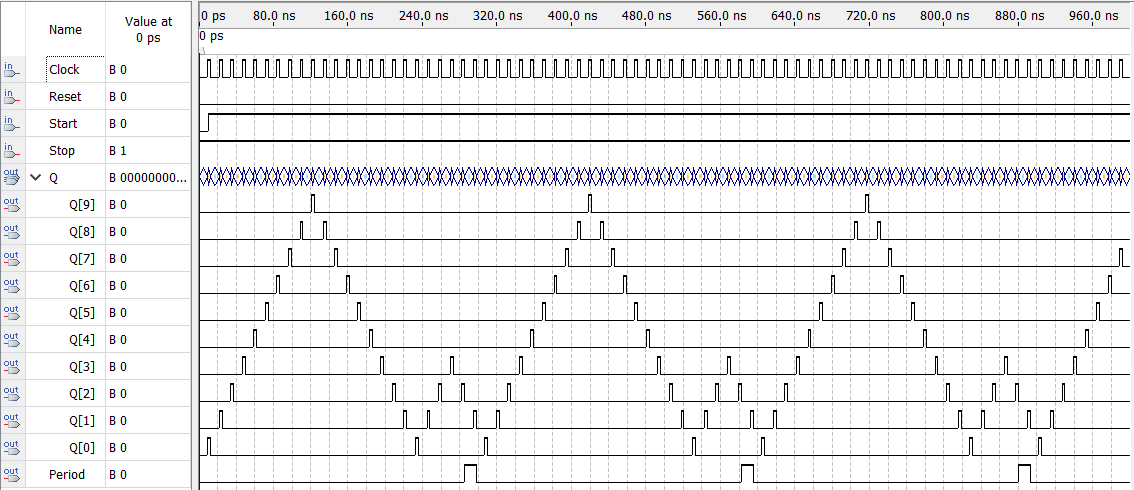 Name Value at 0 ps 0 ps 80.0 ns 160.0 ns 240.0 ns 320.0 ns 400.0 ns 480.0 ns 560.0 ns 640.0 ns 720.0 ns 800.0 ns 880.0 ns 960.0 ns
0 ps
in Clock B 0
in Reset B 0
in Start B 0
in Stop B 1
out Q B 00000000...
out Q[9] B 0
out Q[8] B 0
out Q[7] B 0
out Q[6] B 0
out Q[5] B 0
out Q[4] B 0
out Q[3] B 0
out Q[2] B 0
out Q[1] B 0
out Q[0] B 0
out Period B 0